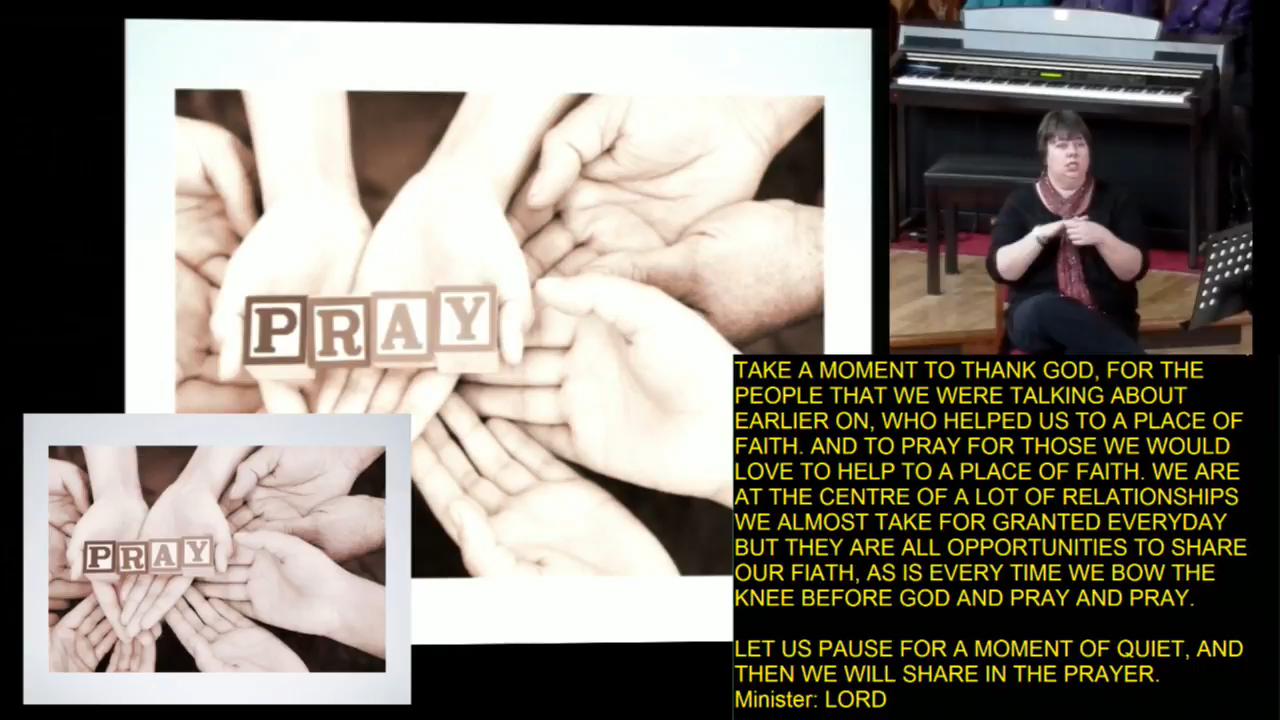 PRAY
PRAY
TAKE A MOMENT TO THANK GOD, FOR THE
PEOPLE THAT WE WERE TALKING ABOUT
EARLIER ON, WHO HELPED US TO A PLACE OF
FAITH. AND TO PRAY FOR THOSE WE WOULD
LOVE TO HELP TO A PLACE OF FAITH. WE ARE
AT THE CENTRE OF A LOT OF RELATIONSHIPS
WE ALMOST TAKE FOR GRANTED EVERYDAY
BUT THEY ARE ALL OPPORTUNITIES TO SHARE
OUR FIATH, AS IS EVERY TIME WE BOW THE
KNEE BEFORE GOD AND PRAY AND PRAY.
LET US PAUSE FOR A MOMENT OF QUIET, AND
THEN WE WILL SHARE IN THE PRAYER.
Minister: LORD